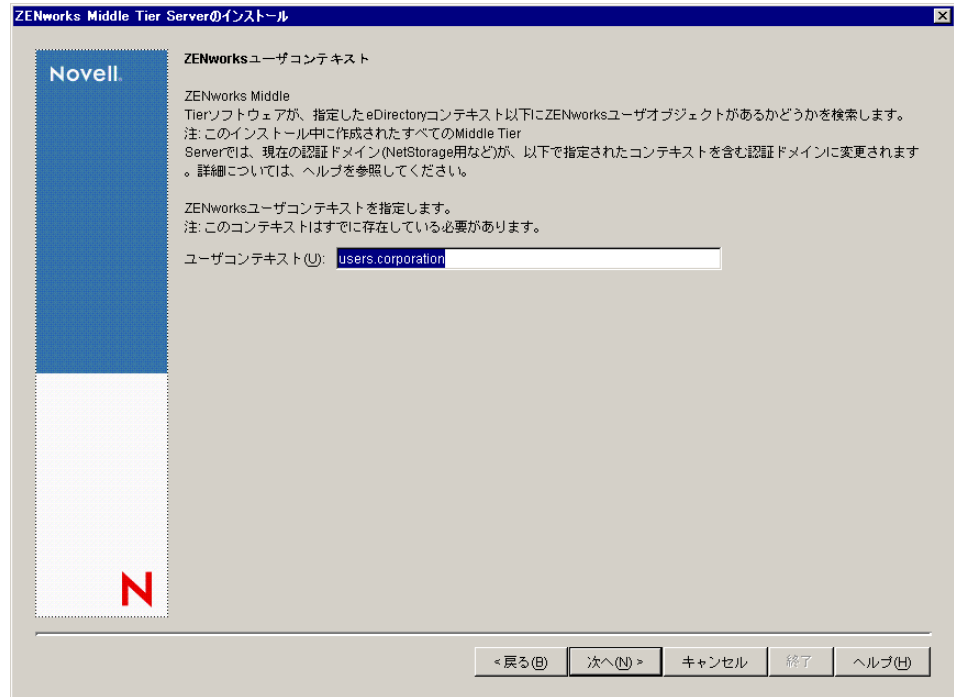 ZENworks Middle Tier Serverのインストール
Novell.
ZENworksユーザコンテキスト
ZENworks Middle
Tierソフトウェアが、指定したeDirectoryコンテキスト以下にZENworksユーザオブジェクトがあるかどうかを検索します。
注: このインストール中に作成されたすべてのMiddle Tier
Serverでは、現在の認証ドメイン(NetStorage用など)が、以下で指定されたコンテキストを含む認証ドメインに変更されます
。詳細については、ヘルプを参照してください。
ZENworksユーザコンテキストを指定します。
注: このコンテキストはすでに存在している必要があります。
ユーザコンテキスト(U): users.corporation
N
<戻る(B) 次へ(N)> キャンセル 終了 ヘルプ(H)